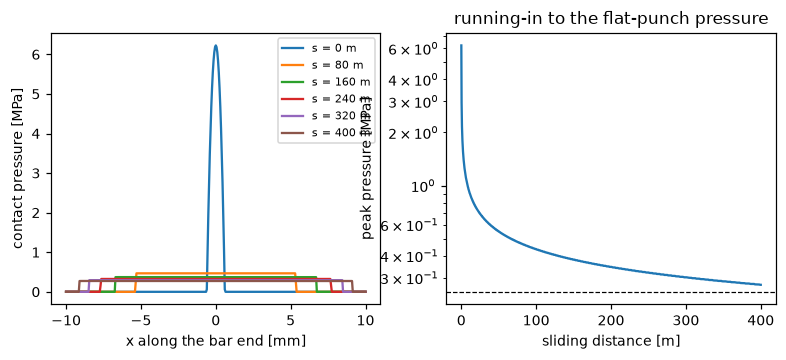 running-in to the flat-punch pressure
contact pressure [MPa]
6
5
4
3
2
1
0
s = 0 m
s = 80 m
s = 160 m
s = 240 m
s = 320 m
s = 400 m
−10
−5
0
5
10
x along the bar end [mm]
peak pressure [MPa]
6 × 10⁰
4 × 10⁰
3 × 10⁰
2 × 10⁰
10⁰
6 × 10⁻¹
4 × 10⁻¹
3 × 10⁻¹
0
100
200
300
400
sliding distance [m]